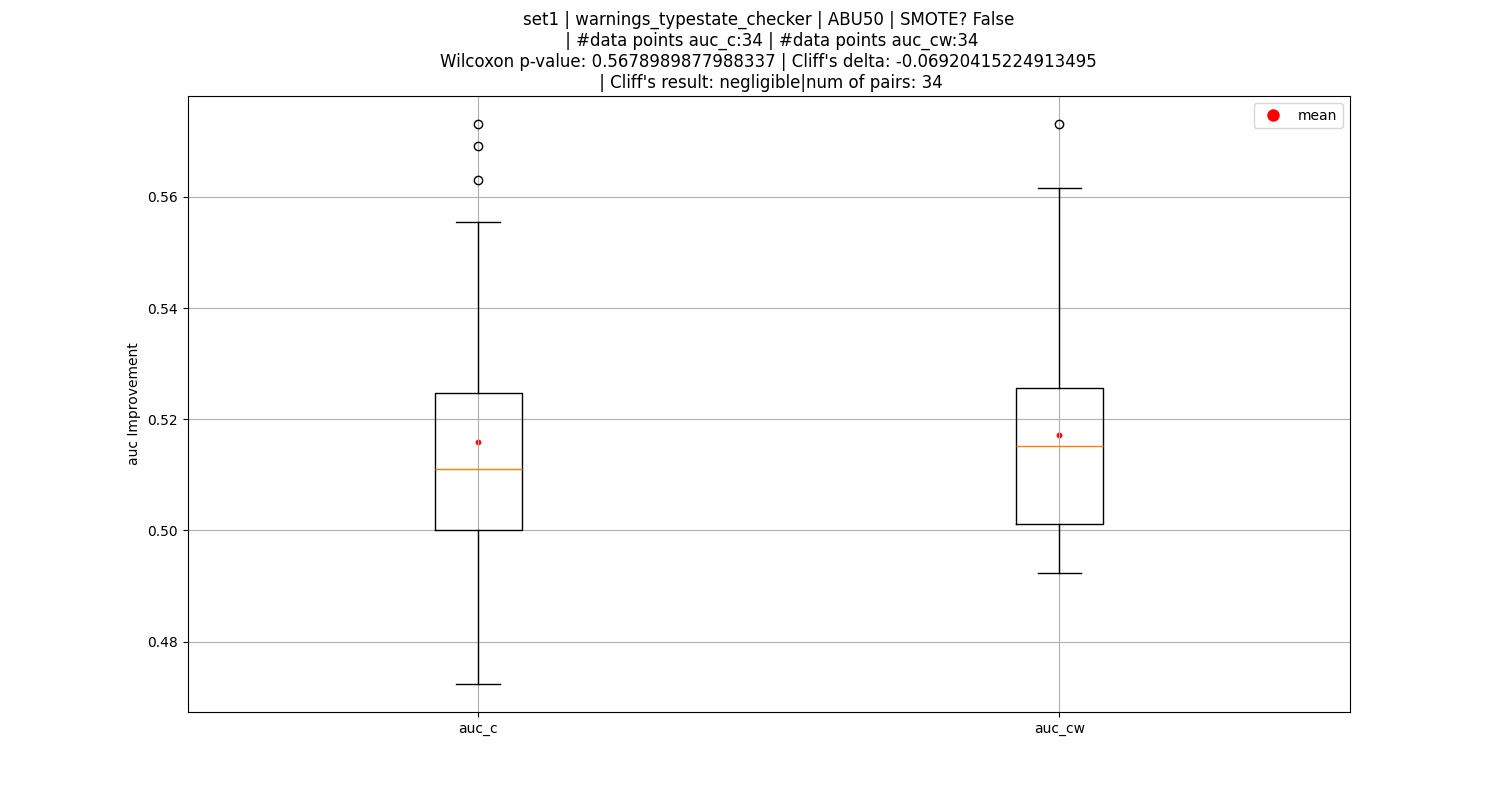 set1 | warnings_typestate_checker | ABU50 | SMOTE? False
| #data points auc_c:34 | #data points auc_cw:34
Wilcoxon p-value: 0.5678989877988337 | Cliff's delta: -0.06920415224913495
| Cliff's result: negligible|num of pairs: 34
mean
0.56
0.54
0.52
0.50
0.48
auc Improvement
auc_c
auc_cw